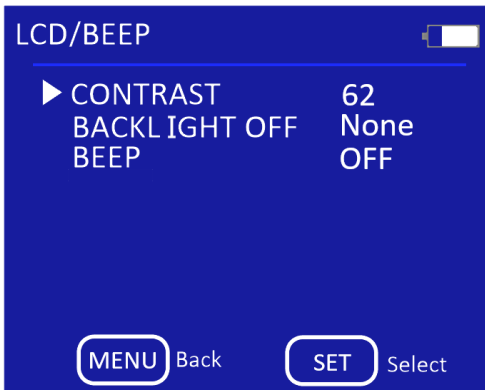 LCD/BEEP
CONTRAST 62
BACKL IGHT OFF None
BEEP OFF
MENU Back SET Select